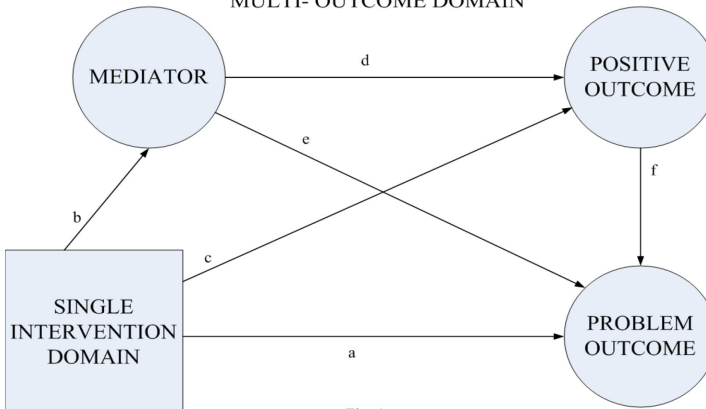 MULTI- OUTCOME DOMAIN
MEDIATOR
d
POSITIVE
OUTCOME
e
f
b
c
SINGLE
INTERVENTION
DOMAIN
a
PROBLEM
OUTCOME